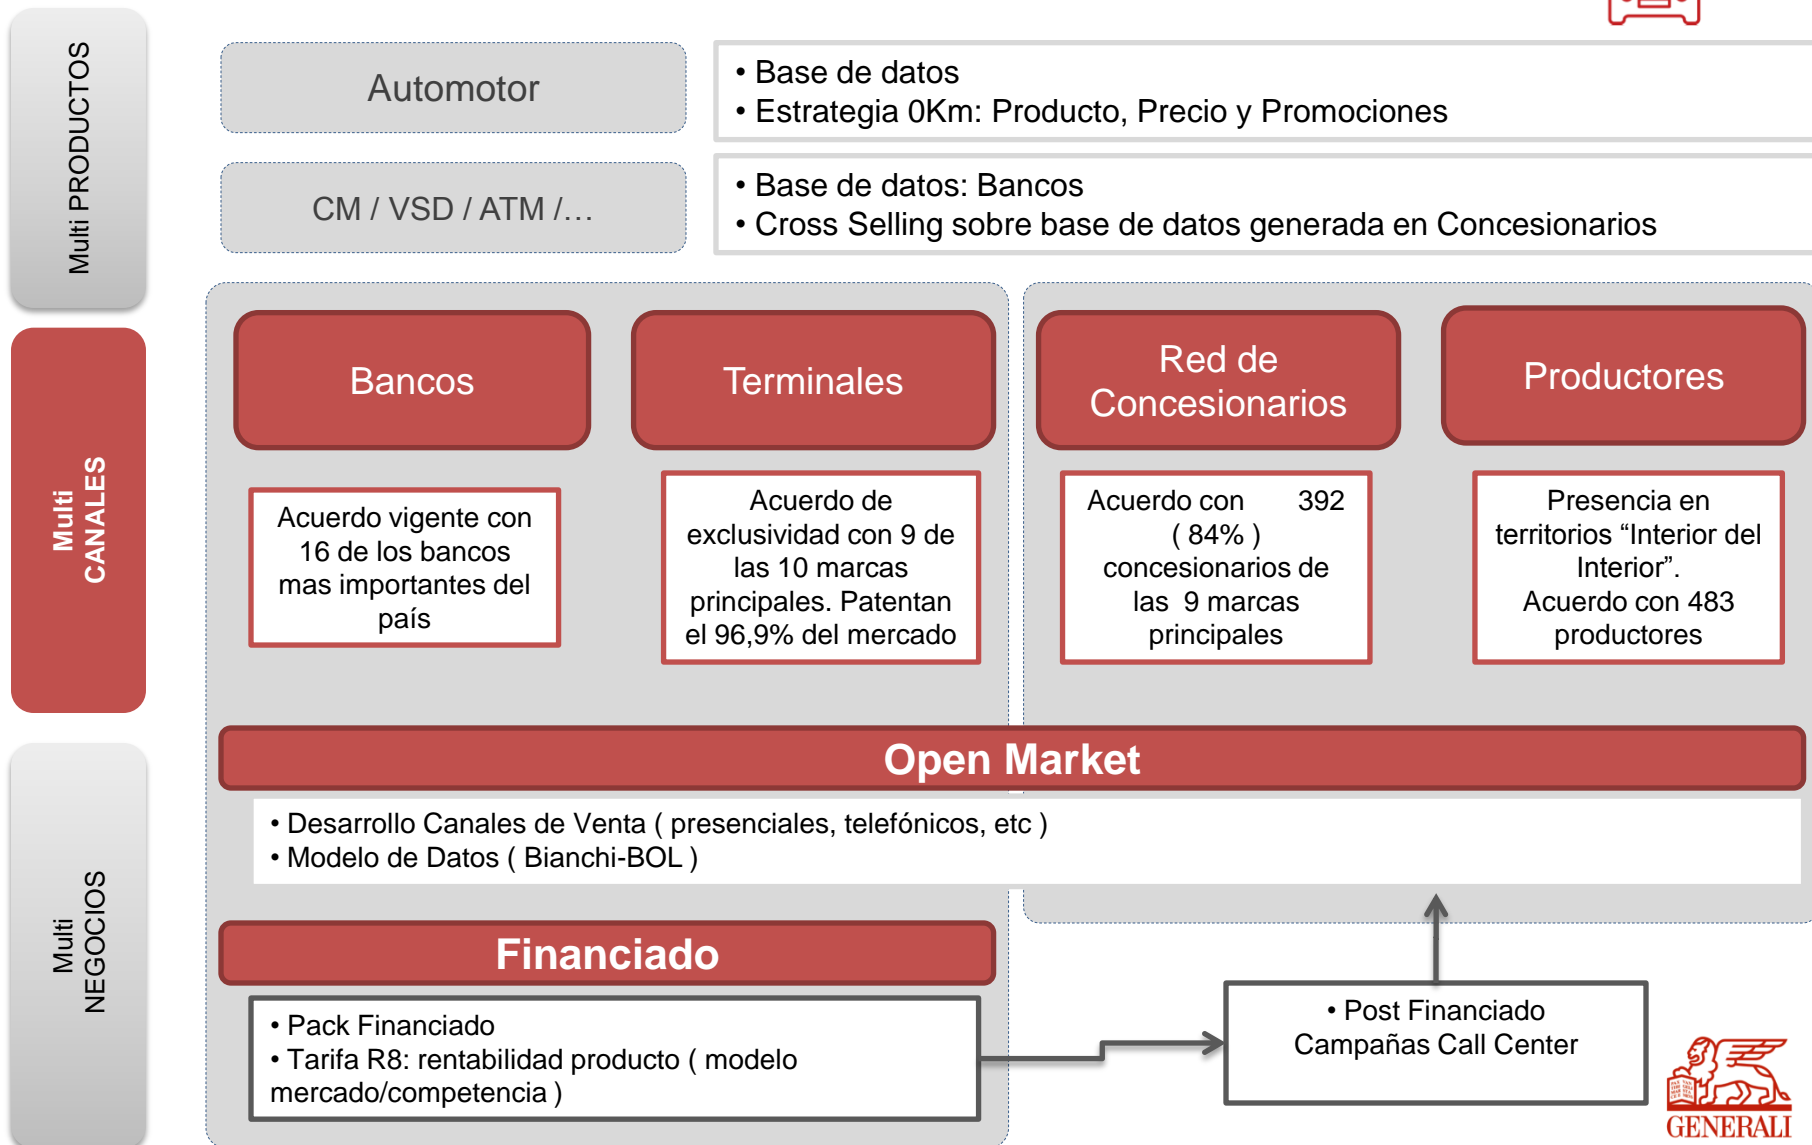 Multi PRODUCTOS
Automotor
• Base de datos
• Estrategia 0Km: Producto, Precio y Promociones
CM / VSD / ATM /…
• Base de datos: Bancos
• Cross Selling sobre base de datos generada en Concesionarios
Multi
CANALES
Bancos
Terminales
Red de
Concesionarios
Productores
Acuerdo vigente con
16 de los bancos
mas importantes del
país
Acuerdo de
exclusividad con 9 de
las 10 marcas
principales. Patentan
el 96,9% del mercado
Acuerdo con 392
( 84% )
concesionarios de
las 9 marcas
principales
Presencia en
territorios “Interior del
Interior”.
Acuerdo con 483
productores
Multi
NEGOCIOS
Open Market
• Desarrollo Canales de Venta ( presenciales, telefónicos, etc )
• Modelo de Datos ( Bianchi-BOL )
Financiado
• Pack Financiado
• Tarifa R8: rentabilidad producto ( modelo
mercado/competencia )
• Post Financiado
Campañas Call Center
GENERALI